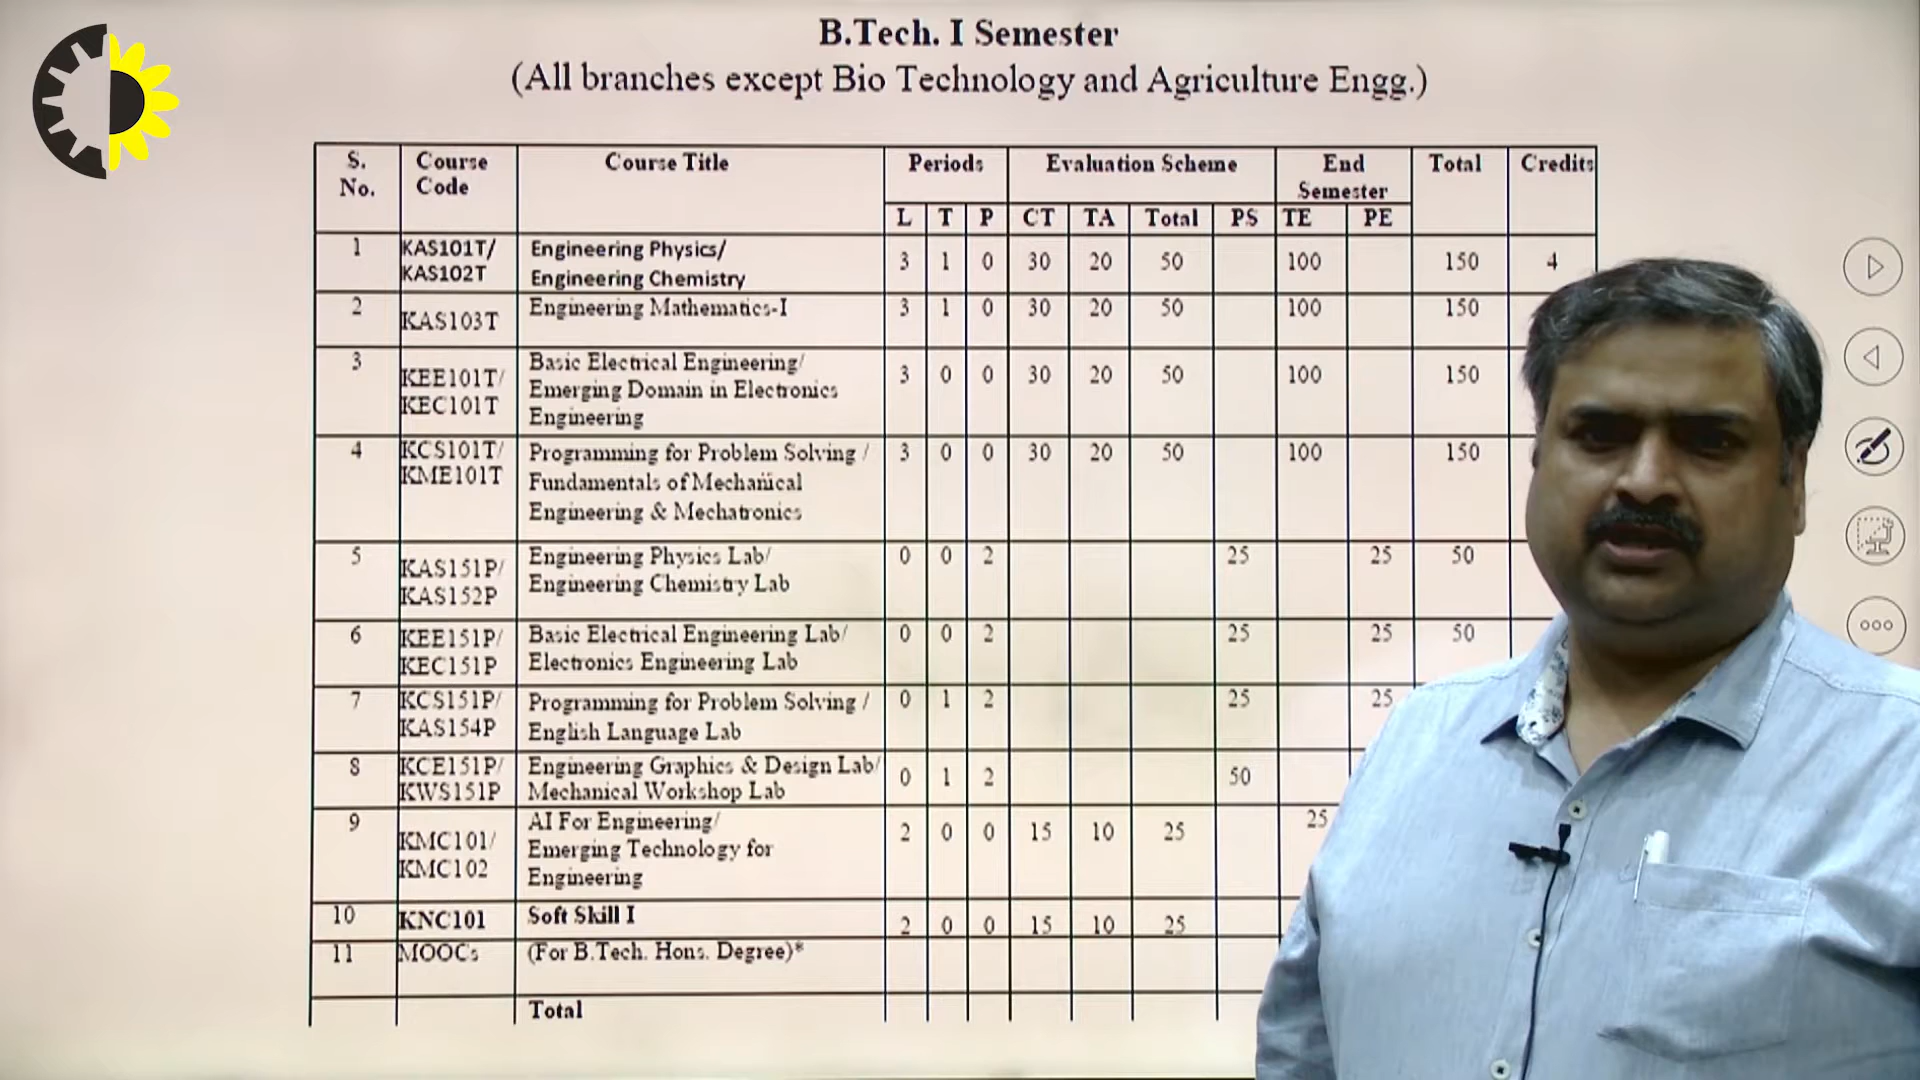 B.Tech. I Semester
(All branches except Bio Technology and Agriculture Engg.)
S. No. Course Code Course Title Periods Evaluation Scheme End Semester Total Credits
L T P CT TA Total PS TE PE
1 KAS101T/ Engineering Physics/
KAS102T Engineering Chemistry 3 1 0 30 20 50 100 150 4
2 KAS103T Engineering Mathematics-I 3 1 0 30 20 50 100 150
3 KEE101T/ Basic Electrical Engineering/
KEC101T Emerging Domain in Electronics 3 0 0 30 20 50 100 150
Engineering
4 KCS101T/ Programming for Problem Solving / 3 0 0 30 20 50 100 150
KME101T Fundamentals of Mechanical
Engineering & Mechatronics
5 KAS151P/ Engineering Physics Lab/ 0 0 2 25 25 50
KAS152P Engineering Chemistry Lab
6 KEE151P/ Basic Electrical Engineering Lab/ 0 0 2 25 25 50
KEC151P Electronics Engineering Lab
7 KCS151P/ Programming for Problem Solving / 0 1 2 25 25
KAS154P English Language Lab
8 KCE151P/ Engineering Graphics & Design Lab/ 0 1 2 50
KWS151P Mechanical Workshop Lab
9 KMC101/ AI For Engineering/ 2 0 0 15 10 25 25
KMC102 Emerging Technology for
Engineering
10 KNC101 Soft Skill I 2 0 0 15 10 25
11 MOOCs (For B.Tech. Hons. Degree)*
Total